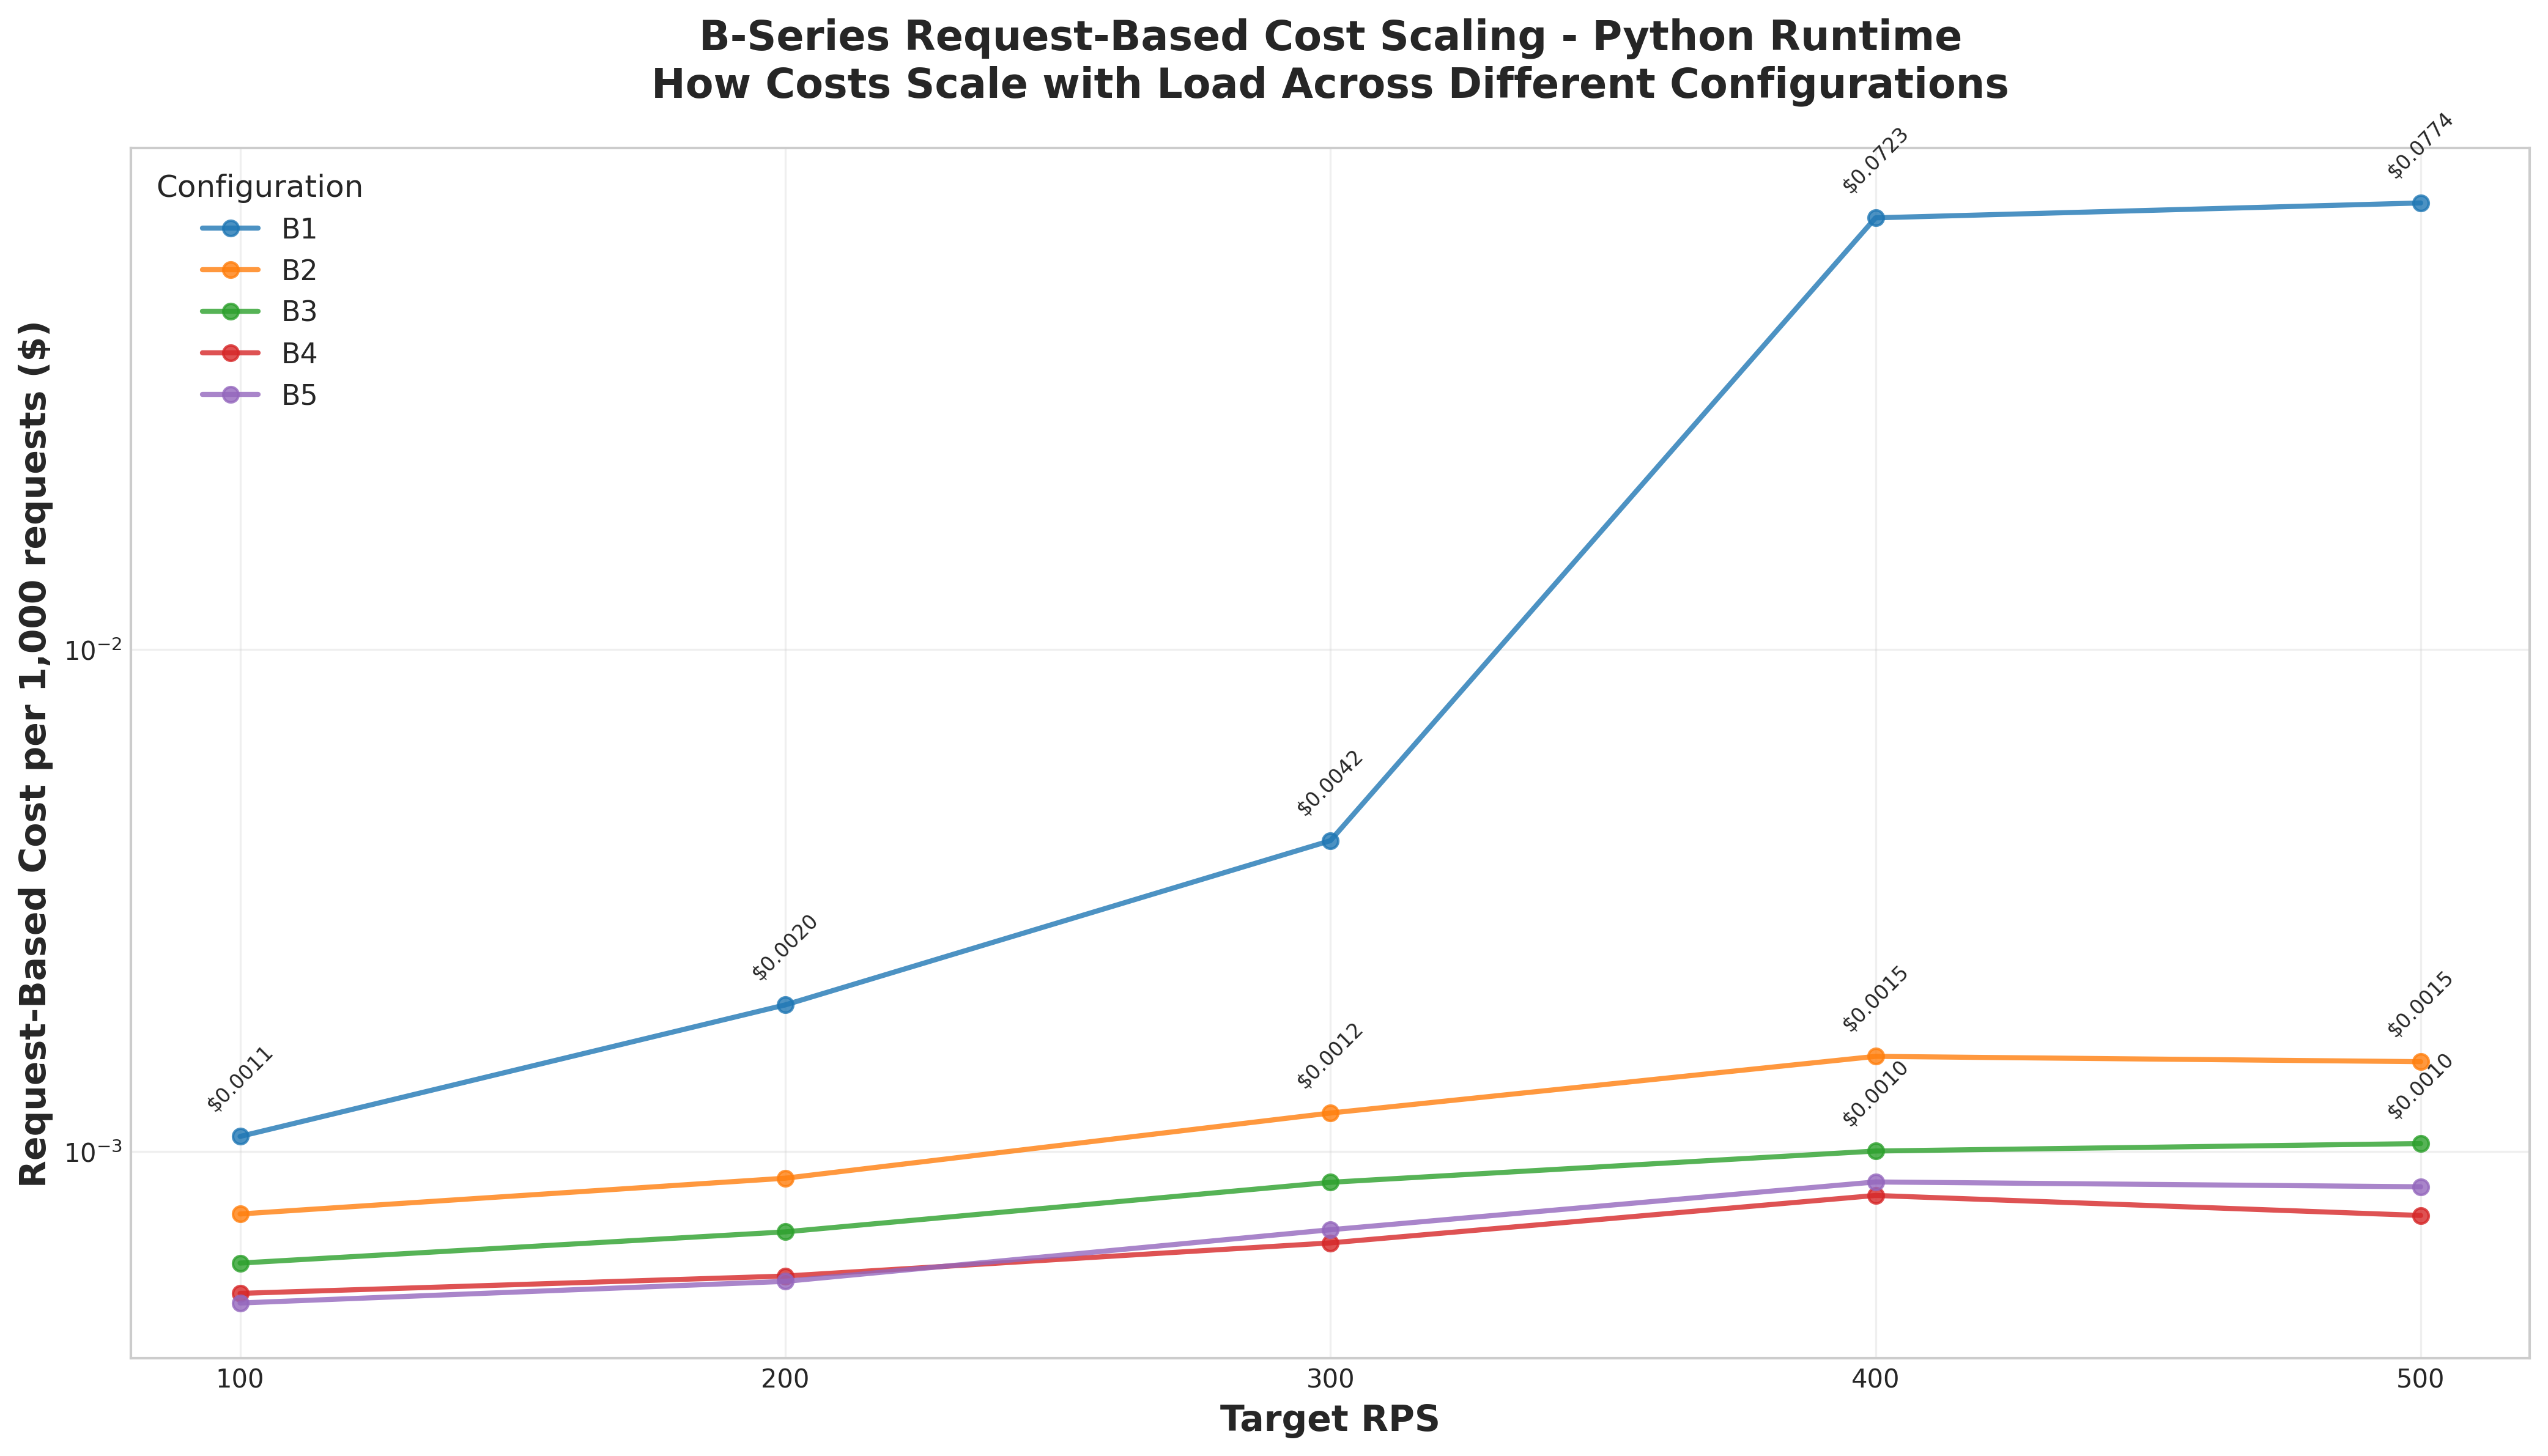 B-Series Request-Based Cost Scaling - Python Runtime
How Costs Scale with Load Across Different Configurations
Request-Based Cost per 1,000 requests ($)
10⁻²
10⁻³
Configuration
B1
B2
B3
B4
B5
$0.0011
$0.0020
$0.0042
$0.0723
$0.0774
$0.0012
$0.0015
$0.0015
$0.0010
$0.0010
100
200
300
400
500
Target RPS